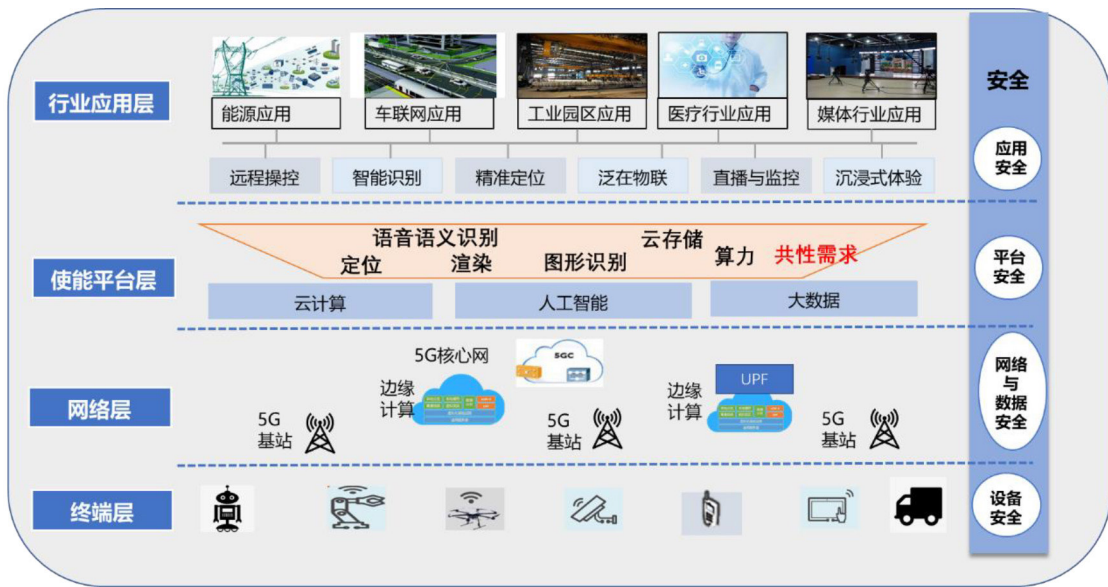 安全
行业应用层
能源应用
车联网应用
工业园区应用
医疗行业应用
媒体行业应用
应用
安全
远程操控
智能识别
精准定位
泛在物联
直播与监控
沉浸式体验
使能平台层
语音语义识别
云存储
定位
渲染
图形识别
算力
共性需求
平台
安全
云计算
人工智能
大数据
网络层
5G核心网
5GC
边缘
计算
边缘
计算
UPF
5G
基站
5G
基站
5G
基站
网络
与
数据
安全
终端层
设备
安全